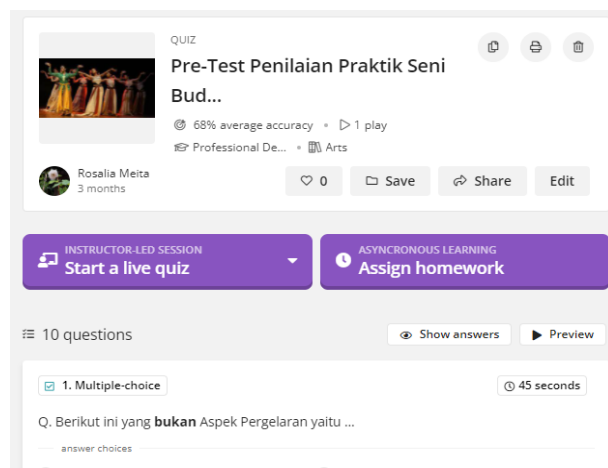 QUIZ
Pre-Test Penilaian Praktik Seni
Bud...
68% average accuracy • 1 play
Professional De... • Arts
Rosalia Meita
3 months
0
Save
Share
Edit
INSTRUCTOR-LED SESSION
Start a live quiz
ASYNCRONOUS LEARNING
Assign homework
10 questions
Show answers
Preview
1. Multiple-choice
45 seconds
Q. Berikut ini yang bukan Aspek Pergelaran yaitu ...
answer choices